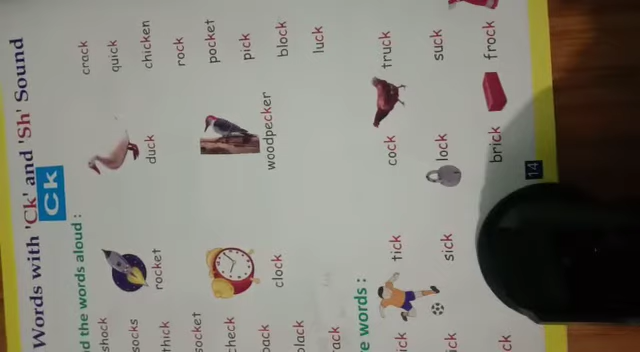 Words with 'Ck' and 'Sh' Sound
Ck
the words aloud :
shock crack
socks quick
thick rocket duck chicken
socket rock
check pocket
pick
black clock woodpecker block
luck
words :
tick cock truck
sick lock suck
brick frock
14